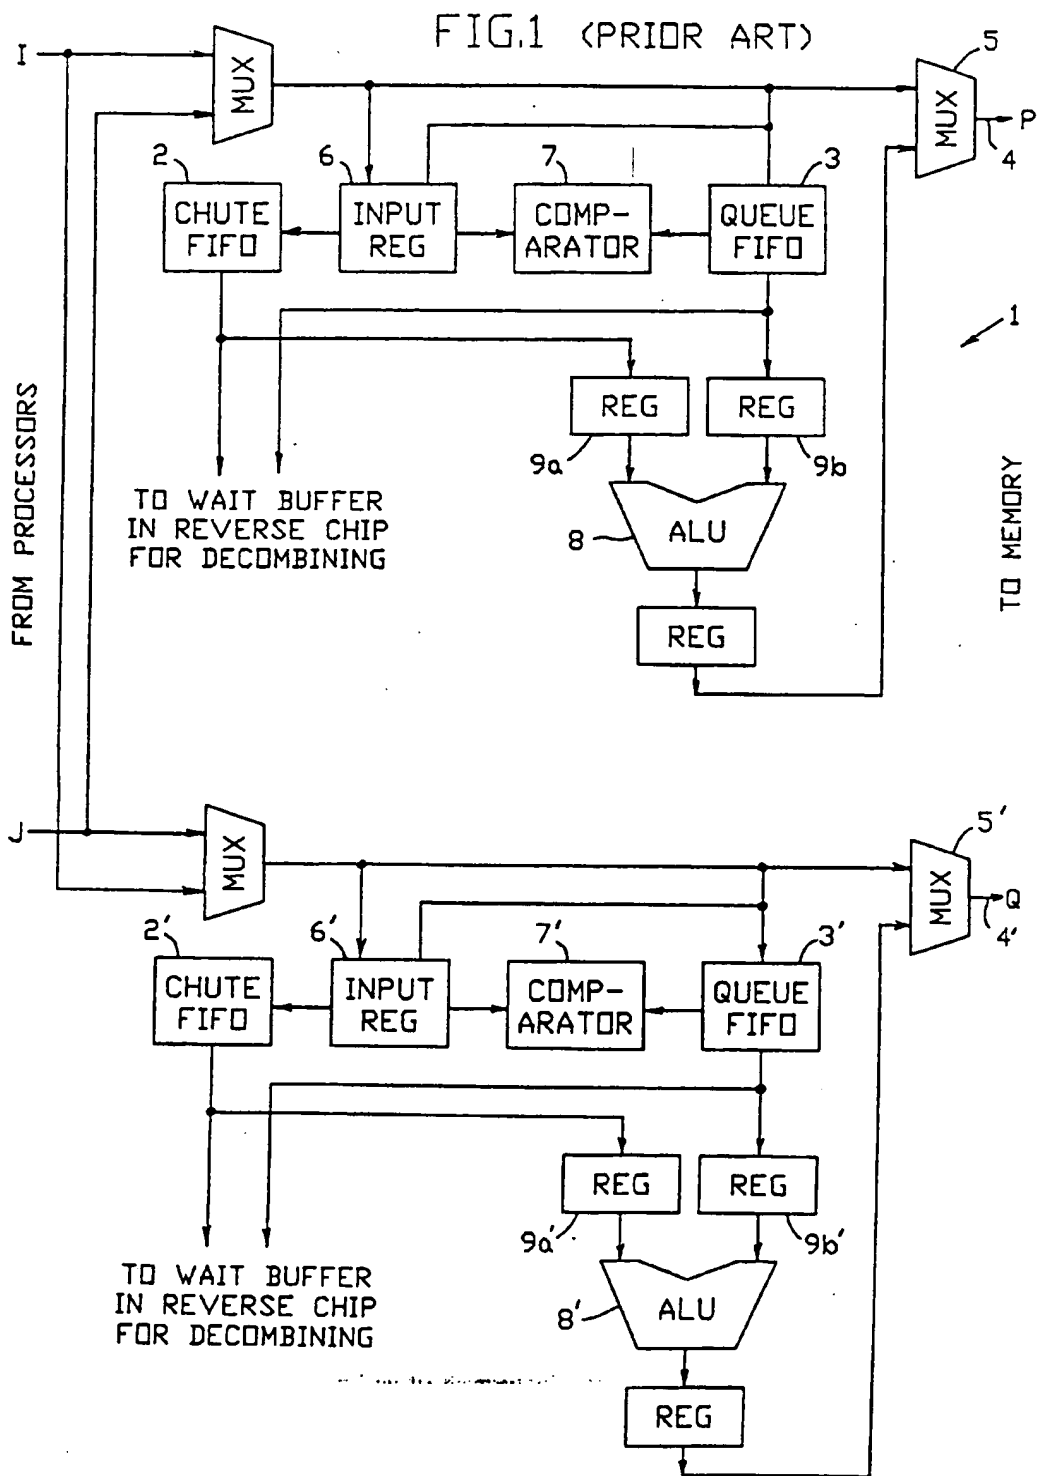 FIG.1 (PRIOR ART)
I
MUX
5
MUX
P
4
2
6
7
3
CHUTE
FIFO
INPUT
REG
COMP-
ARATOR
QUEUE
FIFO
1
FROM PROCESSORS
REG
REG
9a
9b
TO WAIT BUFFER
IN REVERSE CHIP
FOR DECOMBINING
8
ALU
TO MEMORY
REG
J
MUX
5'
MUX
Q
4'
2'
6'
7'
3'
CHUTE
FIFO
INPUT
REG
COMP-
ARATOR
QUEUE
FIFO
REG
REG
9a'
9b'
TO WAIT BUFFER
IN REVERSE CHIP
FOR DECOMBINING
8'
ALU
REG